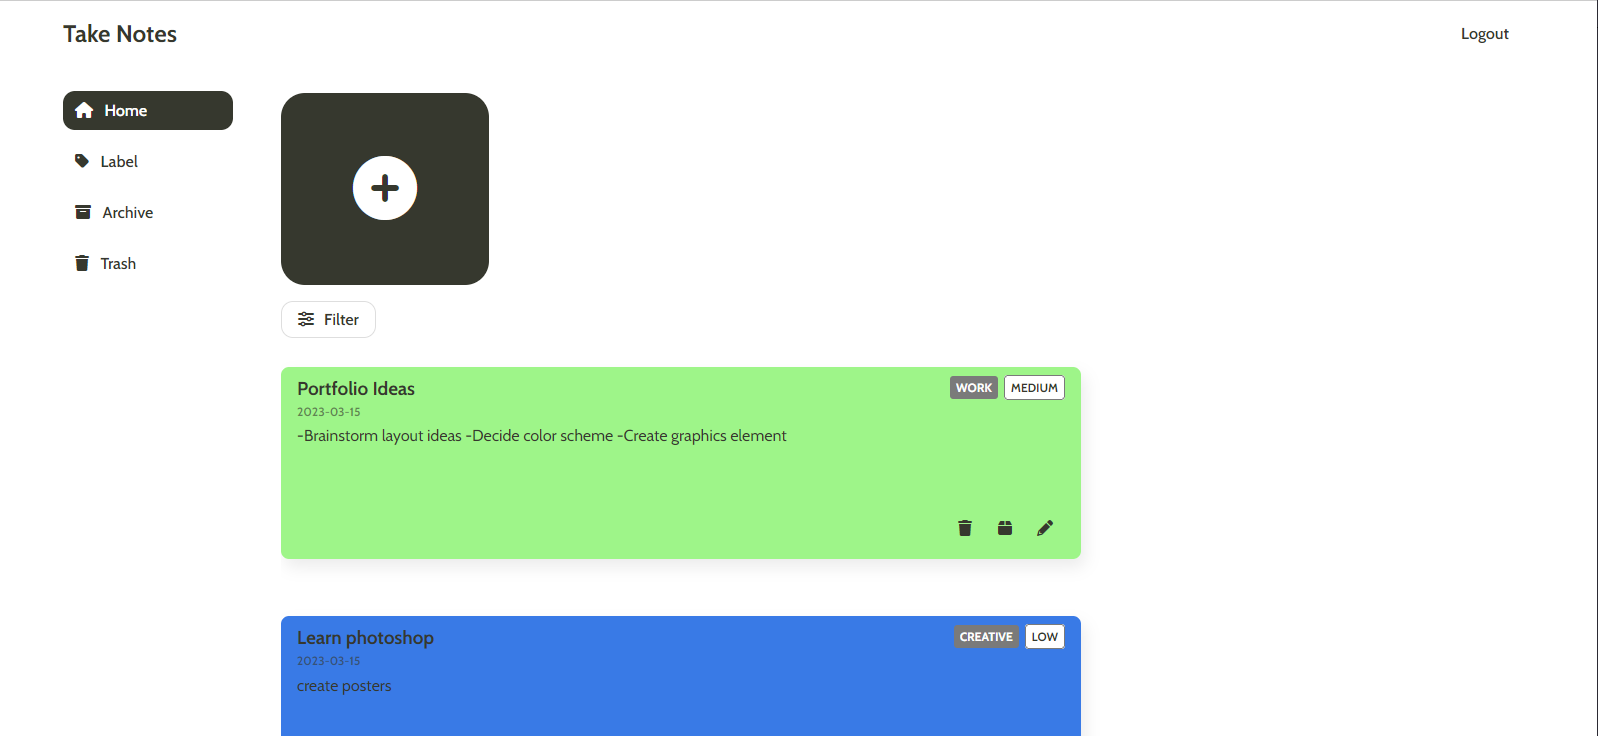 Take Notes
Logout
Home
Label
Archive
Trash
Filter
Portfolio Ideas
WORK MEDIUM
2023-03-15
-Brainstorm layout ideas -Decide color scheme -Create graphics element
Learn photoshop
CREATIVE LOW
2023-03-15
create posters